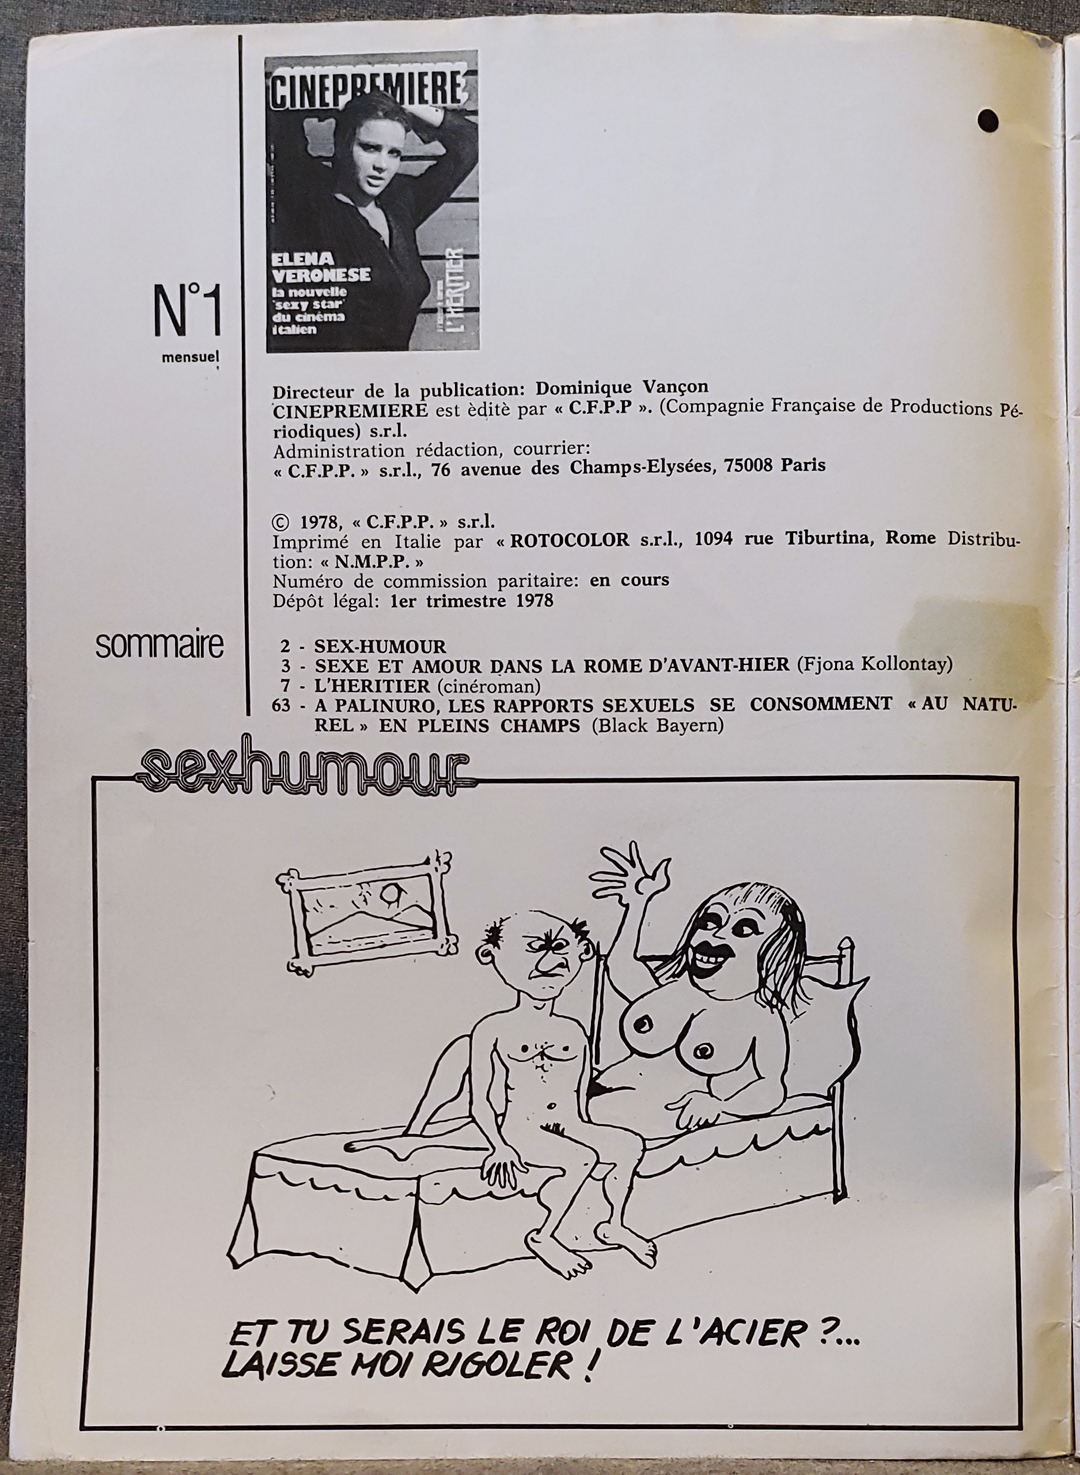 CINEPREMIERE
ELENA
VERONESE
la nouvelle
'sexy star'
du cinéma
italien
L'HERITIER
N°1
mensuel
Directeur de la publication: Dominique Vançon
CINEPREMIERE est èditè par « C.F.P.P ». (Compagnie Française de Productions Pé-
riodiques) s.r.l.
Administration rédaction, courrier:
« C.F.P.P. » s.r.l., 76 avenue des Champs-Elysées, 75008 Paris
© 1978, « C.F.P.P. » s.r.l.
Imprimé en Italie par « ROTOCOLOR s.r.l., 1094 rue Tiburtina, Rome Distribu-
tion: « N.M.P.P. »
Numéro de commission paritaire: en cours
Dépôt légal: 1er trimestre 1978
sommaire
2 - SEX-HUMOUR
3 - SEXE ET AMOUR DANS LA ROME D'AVANT-HIER (Fjona Kollontay)
7 - L'HERITIER (cinéroman)
63 - A PALINURO, LES RAPPORTS SEXUELS SE CONSOMMENT « AU NATU-
REL » EN PLEINS CHAMPS (Black Bayern)
sexhumour
ET TU SERAIS LE ROI DE L'ACIER ?...
LAISSE MOI RIGOLER !